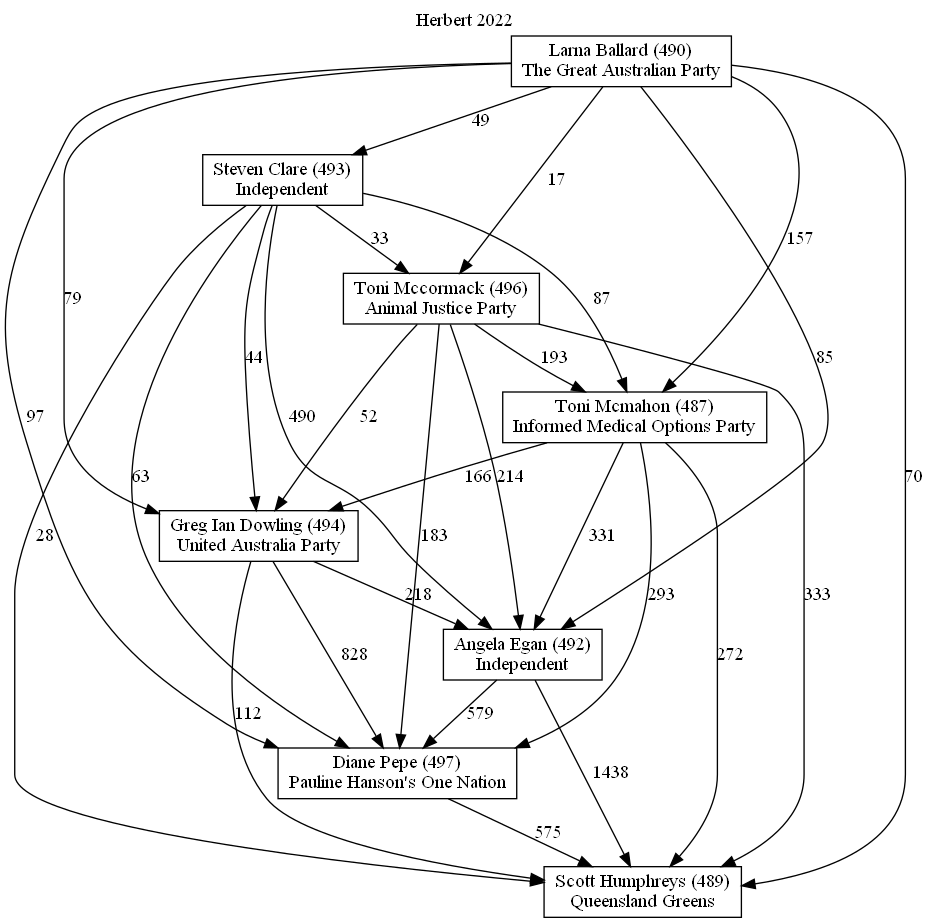 Herbert 2022
Larna Ballard (490)
The Great Australian Party
49
Steven Clare (493)
Independent
17
157
33
Toni Mccormack (496)
Animal Justice Party
79
87
44
193
85
Toni Mcmahon (487)
Informed Medical Options Party
97
490
52
63
166
214
70
Greg Ian Dowling (494)
United Australia Party
28
183
331
218
293
333
Angela Egan (492)
Independent
828
272
112
579
Diane Pepe (497)
Pauline Hanson's One Nation
1438
575
Scott Humphreys (489)
Queensland Greens